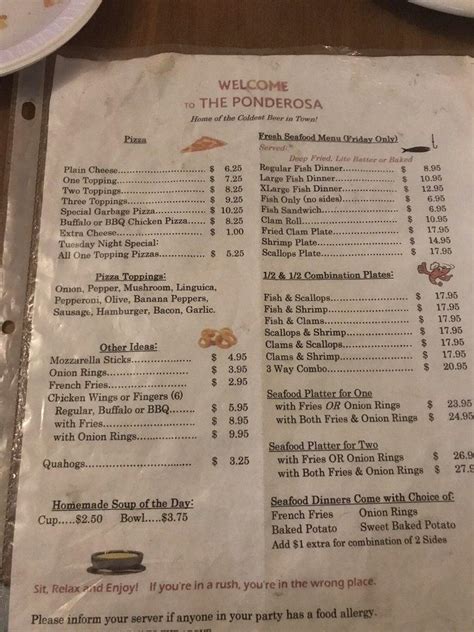 WELCOME
TO THE PONDEROSA
Home of the Coldest Beer in Town!
Pizza
Plain Cheese $ 6.25
One Topping $ 7.25
Two Toppings $ 8.25
Three Toppings $ 9.25
Special Garbage Pizza $ 10.25
Buffalo or BBQ Chicken Pizza $ 8.25
Extra Cheese $ 1.00
Tuesday Night Special:
All One Topping Pizzas $ 5.25
Pizza Toppings:
Onion, Pepper, Mushroom, Linguica,
Pepperoni, Olive, Banana Peppers,
Sausage, Hamburger, Bacon, Garlic.
Other Ideas:
Mozzarella Sticks $ 4.95
Onion Rings $ 3.95
French Fries $ 2.95
Chicken Wings or Fingers (6)
Regular, Buffalo or BBQ $ 5.95
with Fries $ 8.95
with Onion Rings $ 9.95
Quahogs $ 3.25
Homemade Soup of the Day:
Cup.....$2.50 Bowl.....$3.75
Fresh Seafood Menu (Friday Only)
Served:
Deep Fried, Lite Batter or Baked
Regular Fish Dinner $ 8.95
Large Fish Dinner $ 10.95
XLarge Fish Dinner $ 12.95
Fish Only (no sides) $ 6.95
Fish Sandwich $ 6.95
Clam Roll $ 10.95
Fried Clam Plate $ 17.95
Shrimp Plate $ 14.95
Scallops Plate $ 17.95
1/2 & 1/2 Combination Plates:
Fish & Scallops $ 17.95
Fish & Shrimp $ 17.95
Fish & Clams $ 17.95
Scallops & Shrimp $ 17.95
Clams & Scallops $ 17.95
Clams & Shrimp $ 17.95
3 Way Combo $ 20.95
Seafood Platter for One
with Fries OR Onion Rings $ 23.95
with Both Fries & Onion Rings $ 24.95
Seafood Platter for Two
with Fries OR Onion Rings $ 26.9
with Both Fries & Onion Rings $ 27.
Seafood Dinners Come with Choice of:
French Fries Onion Rings
Baked Potato Sweet Baked Potato
Add $1 extra for combination of 2 Sides
Sit, Relax and Enjoy! If you're in a rush, you're in the wrong place.
Please inform your server if anyone in your party has a food allergy.